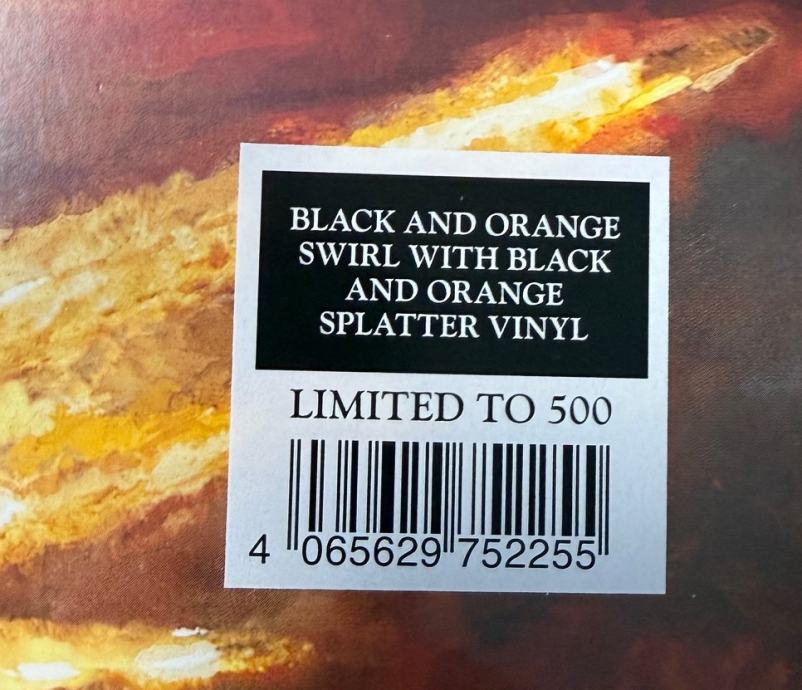 BLACK AND ORANGE
SWIRL WITH BLACK
AND ORANGE
SPLATTER VINYL
LIMITED TO 500
4 065629 752255